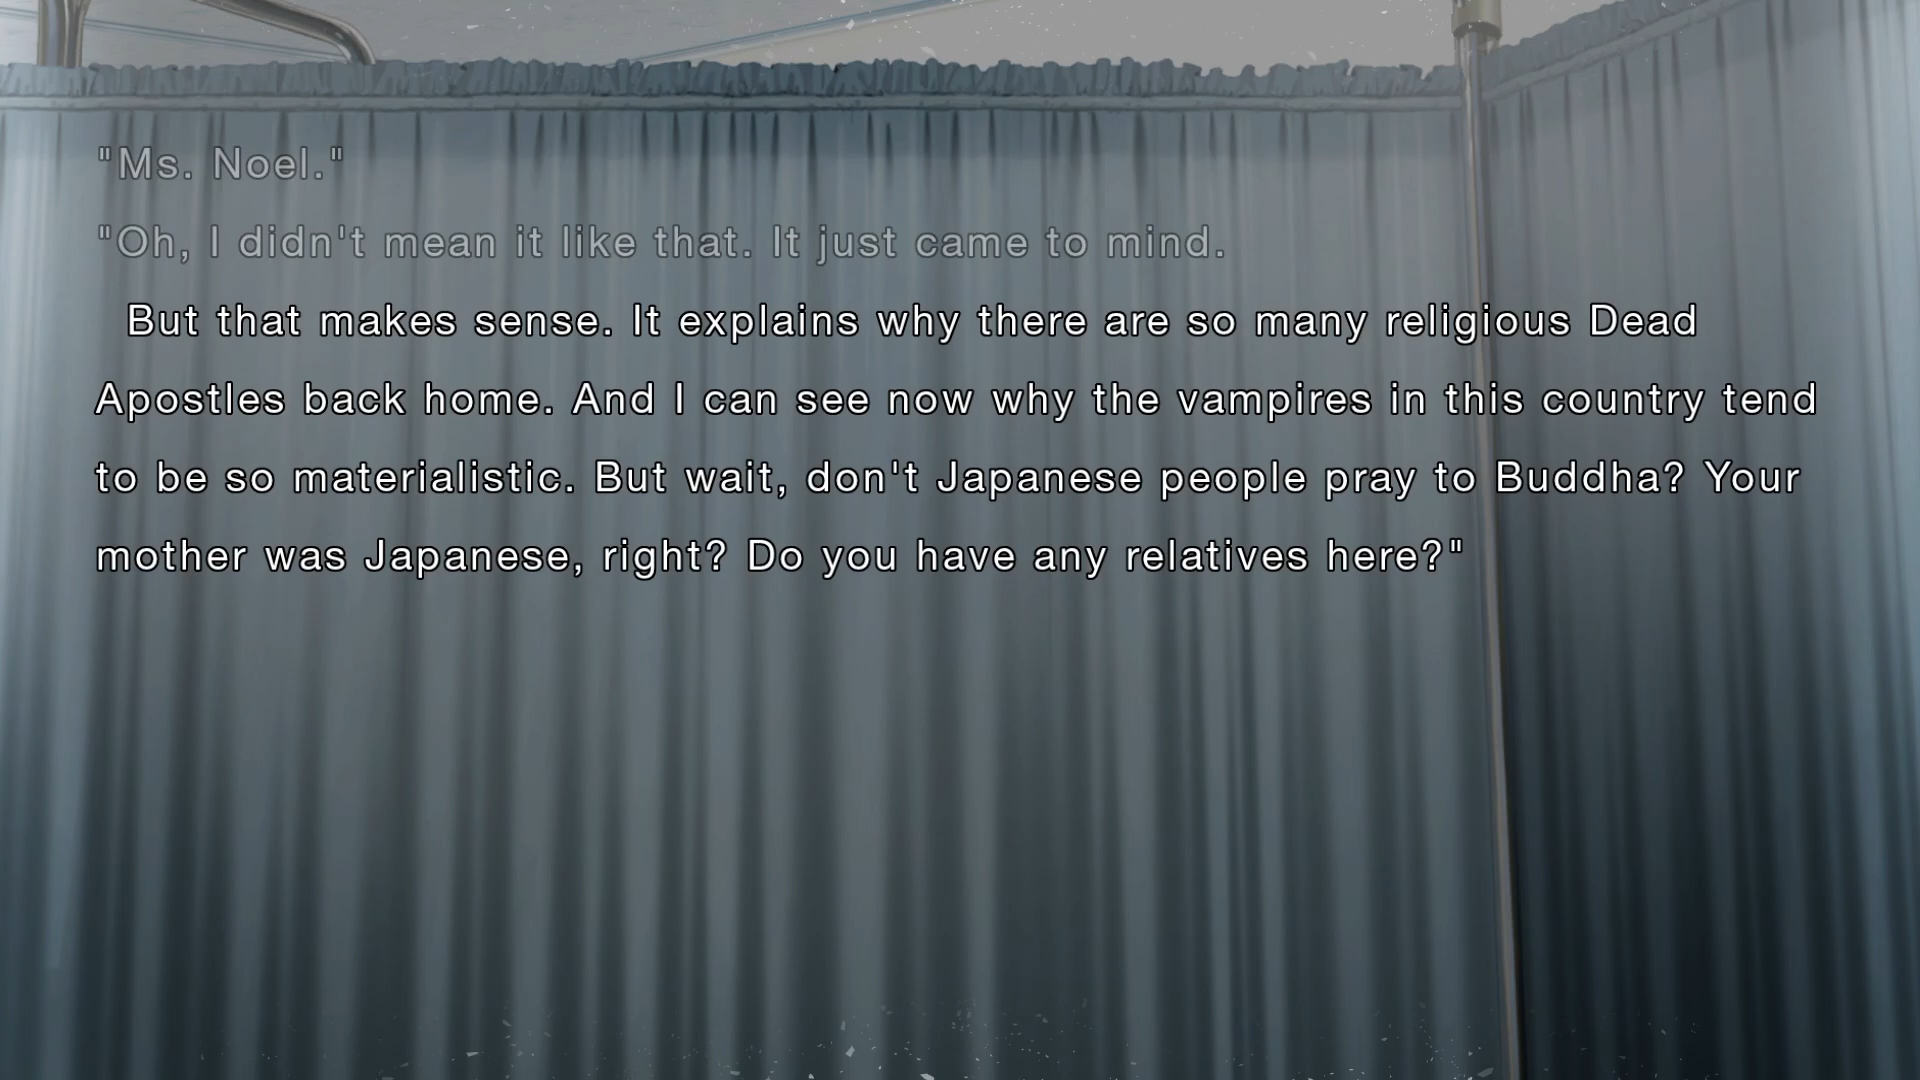 "Ms. Noel."
"Oh, I didn't mean it like that. It just came to mind.
But that makes sense. It explains why there are so many religious Dead
Apostles back home. And I can see now why the vampires in this country tend
to be so materialistic. But wait, don't Japanese people pray to Buddha? Your
mother was Japanese, right? Do you have any relatives here?"